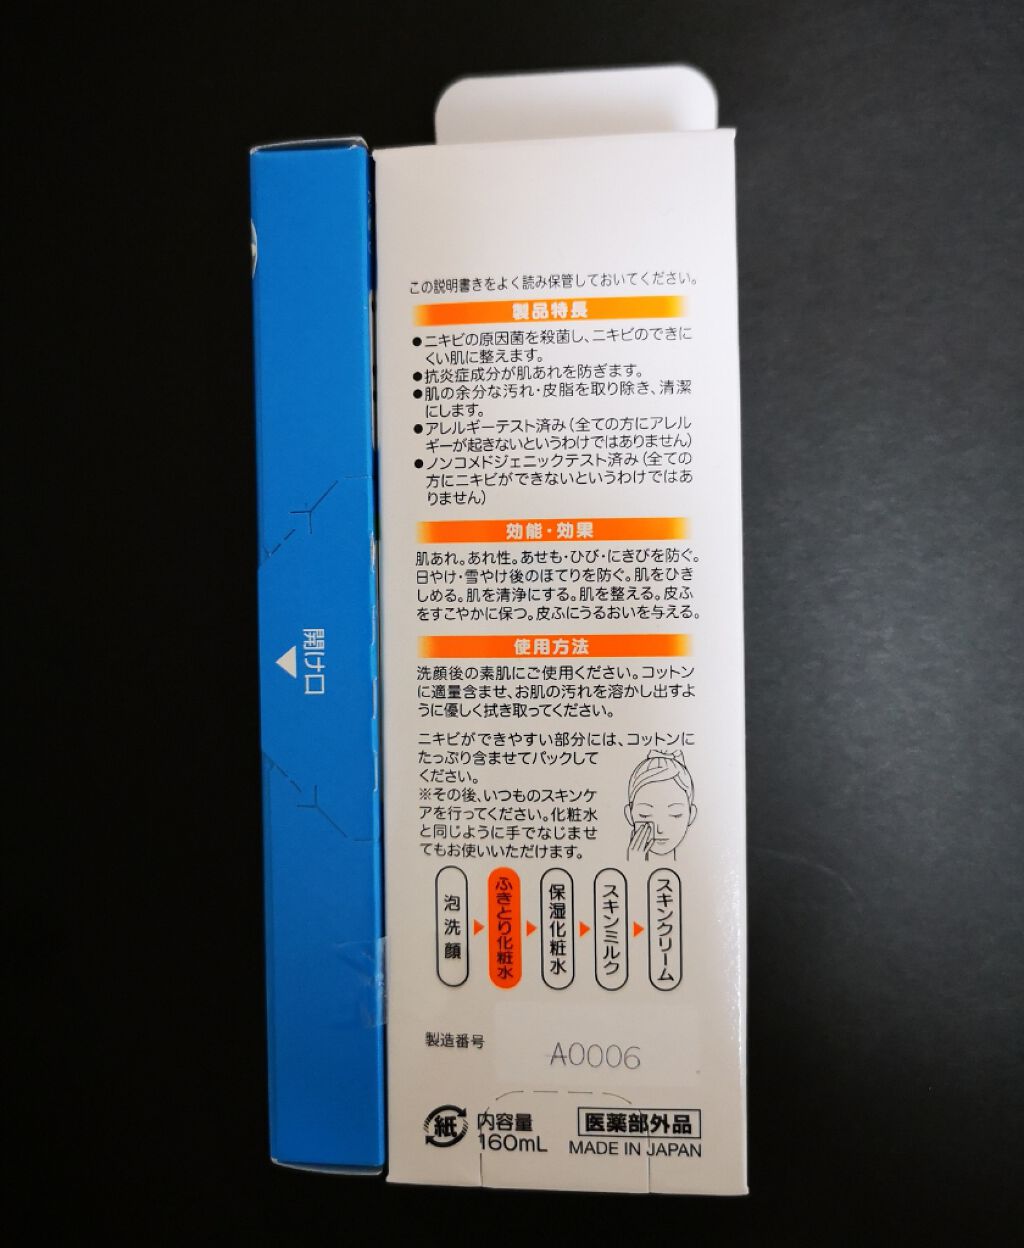 この説明書きをよく読み保管しておいてください。
製品特長
●ニキビの原因菌を殺菌し、ニキビのできに
くい肌に整えます。
●抗炎症成分が肌あれを防ぎます。
●肌の余分な汚れ・皮脂を取り除き、清潔
にします。
●アレルギーテスト済み(全ての方にアレル
ギーが起きないというわけではありません)
●ノンコメドジェニックテスト済み(全ての
方にニキビができないというわけではあ
りません)
効能・効果
肌あれ。あれ性。あせも・ひび・にきびを防ぐ。
日やけ・雪やけ後のほてりを防ぐ。肌をひき
しめる。肌を清浄にする。肌を整える。皮ふ
をすこやかに保つ。皮ふにうるおいを与える。
使用方法
洗顔後の素肌にご使用ください。コットン
に適量含ませ、お肌の汚れを溶かし出すよ
うに優しく拭き取ってください。
ニキビができやすい部分には、コットンに
たっぷり含ませてパックして
ください。
※その後、いつものスキンケ
アを行ってください。化粧水
と同じように手でなじませ
てもお使いいただけます。
泡洗顔
ふきとり化粧水
保湿化粧水
スキンミルク
スキンクリーム
製造番号
A0006
紙
内容量
160mL
医薬部外品
MADE IN JAPAN
開け口